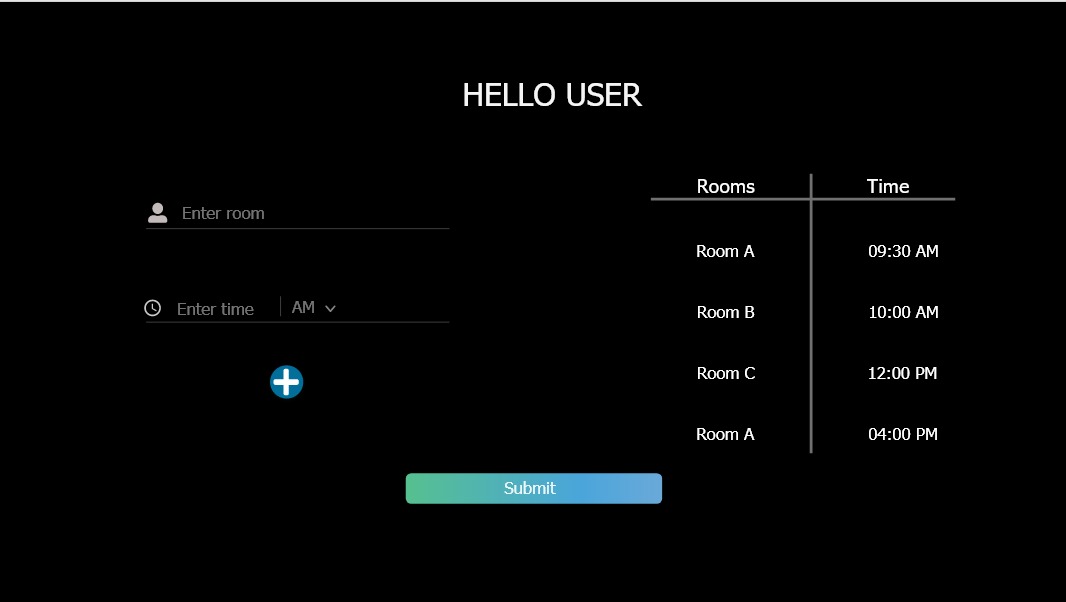 HELLO USER
Enter room
Enter time AM
Rooms Time
Room A 09:30 AM
Room B 10:00 AM
Room C 12:00 PM
Room A 04:00 PM
Submit